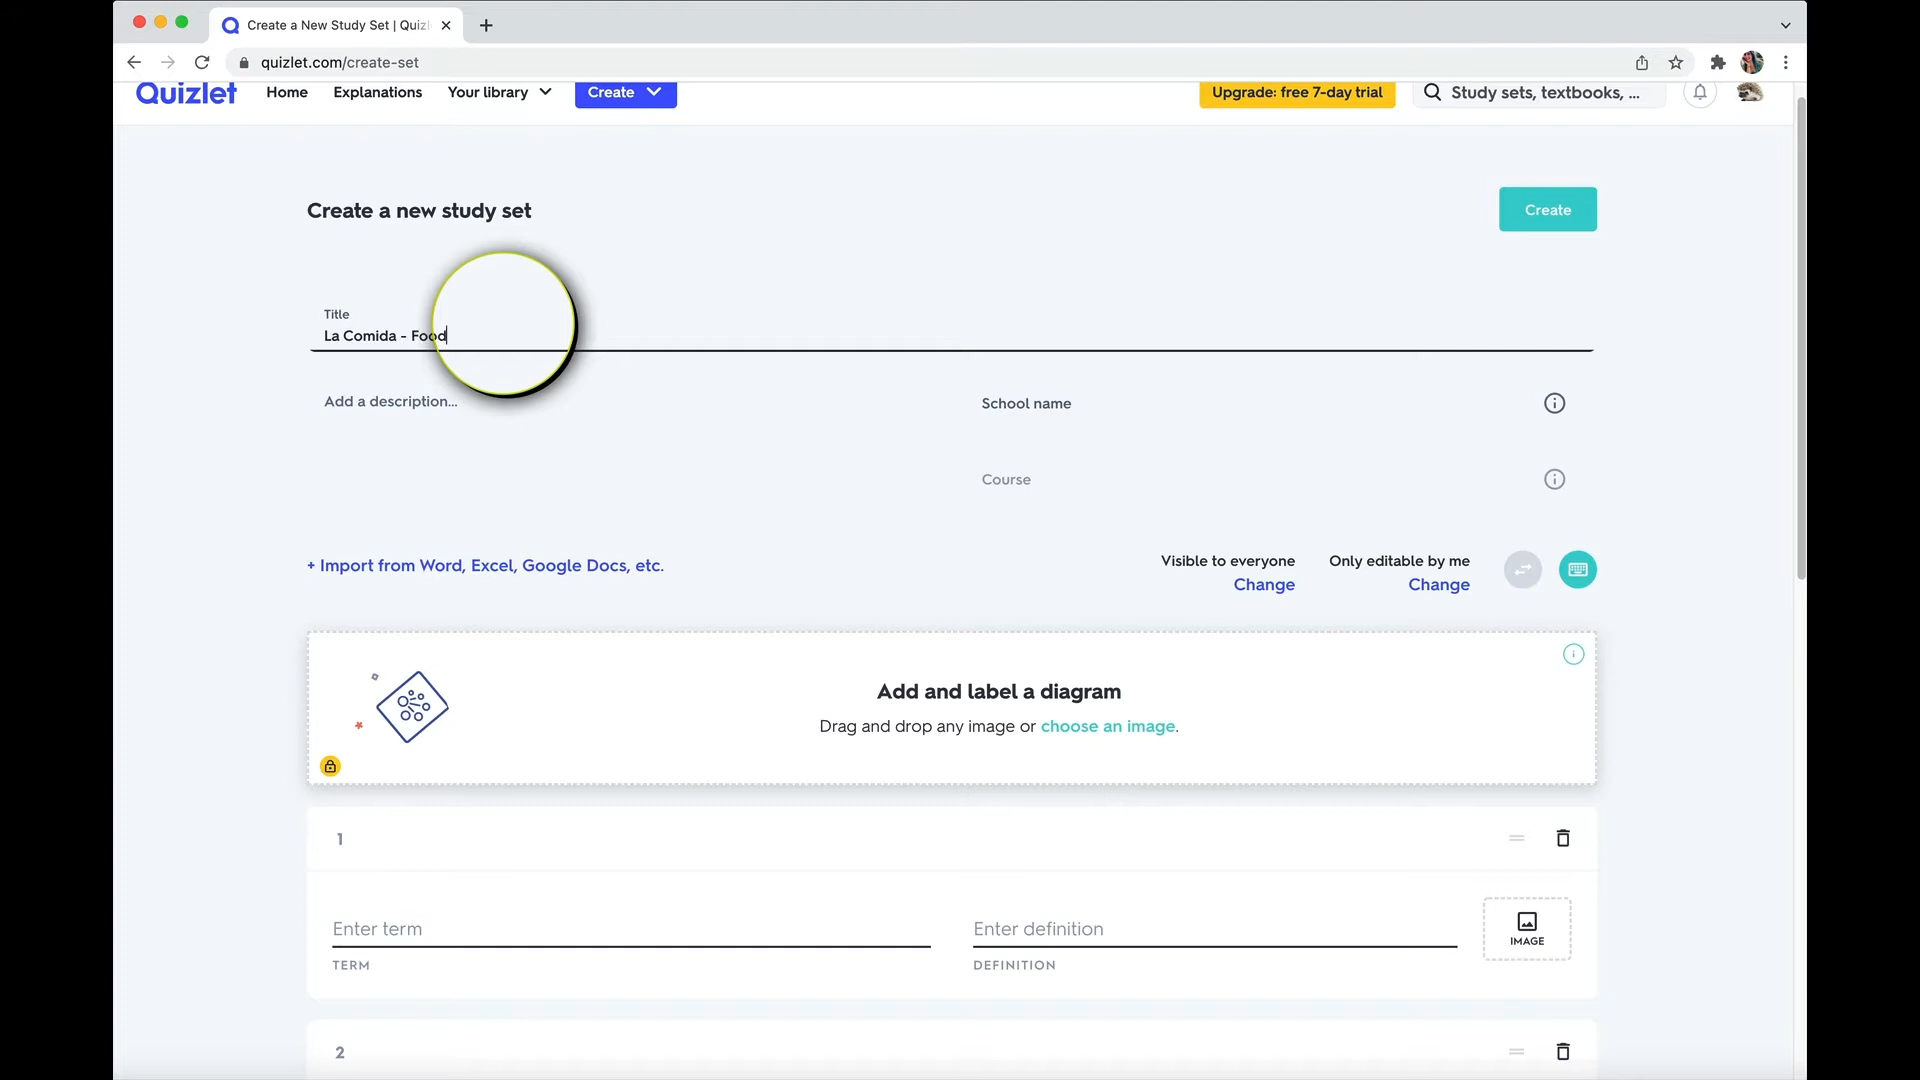 Create a New Study Set | Quizl
quizlet.com/create-set
Quizlet
Home
Explanations
Your library
Create
Upgrade: free 7-day trial
Study sets, textbooks, ...
Create a new study set
Create
Title
La Comida - Food
Add a description...
School name
Course
+ Import from Word, Excel, Google Docs, etc.
Visible to everyone
Change
Only editable by me
Change
Add and label a diagram
Drag and drop any image or choose an image.
1
Enter term
TERM
Enter definition
DEFINITION
IMAGE
2